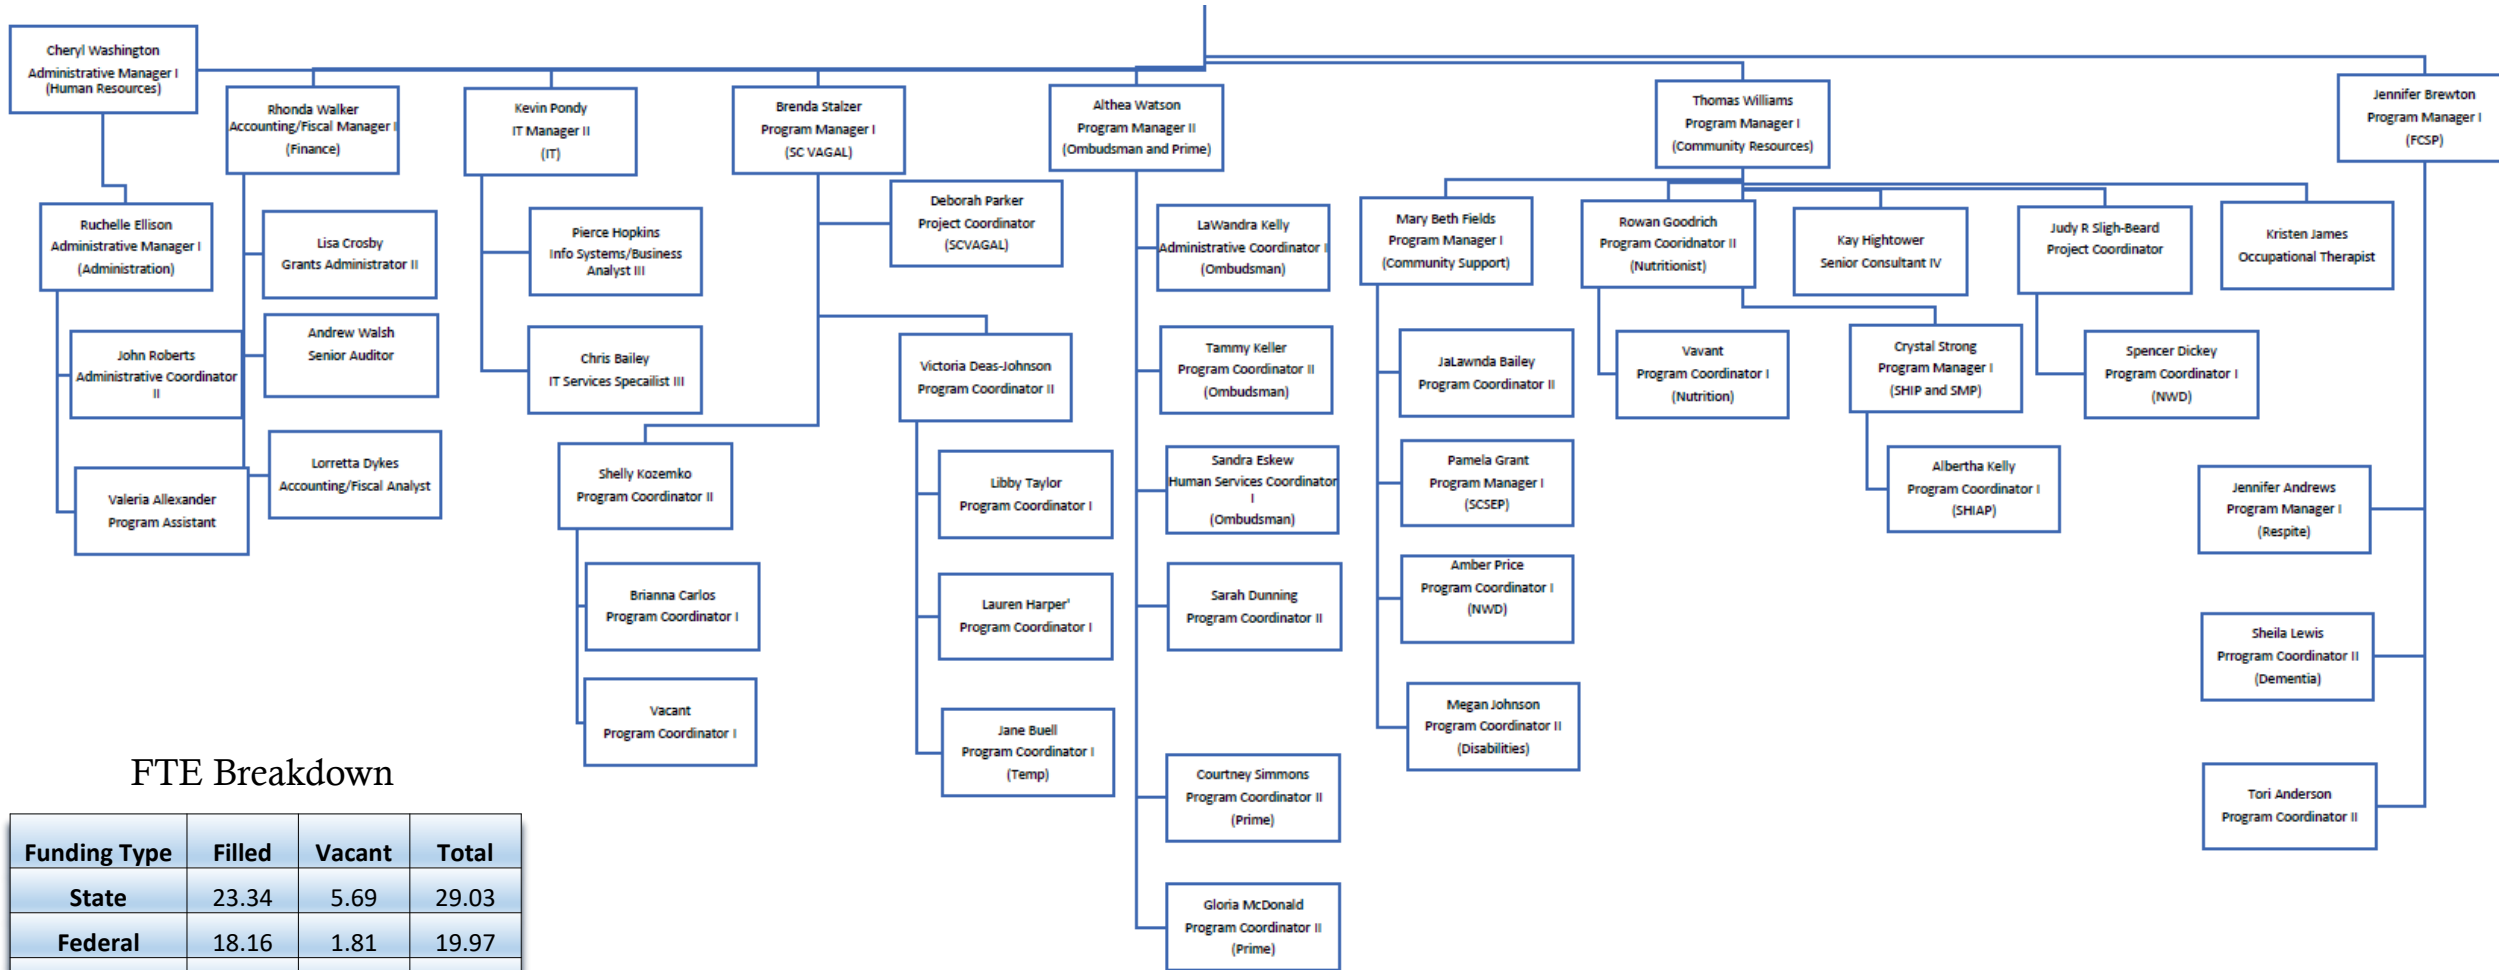 Cheryl Washington
Administrative Manager I
(Human Resources)
Rhonda Walker
Accounting/Fiscal Manager I
(Finance)
Kevin Pondy
IT Manager II
(IT)
Brenda Stalzer
Program Manager I
(SC VAGAL)
Althea Watson
Program Manager II
(Ombudsman and Prime)
Thomas Williams
Program Manager I
(Community Resources)
Jennifer Brewton
Program Manager I
(FCSP)
Ruchelle Ellison
Administrative Manager I
(Administration)
John Roberts
Administrative Coordinator
II
Valeria Allexander
Program Assistant
Lisa Crosby
Grants Administrator II
Andrew Walsh
Senior Auditor
Lorretta Dykes
Accounting/Fiscal Analyst
Pierce Hopkins
Info Systems/Business
Analyst III
Chris Bailey
IT Services Specailist III
Deborah Parker
Project Coordinator
(SCVAGAL)
Victoria Deas-Johnson
Program Coordinator II
Shelly Kozemko
Program Coordinator II
Brianna Carlos
Program Coordinator I
Vacant
Program Coordinator I
Libby Taylor
Program Coordinator I
Lauren Harper'
Program Coordinator I
Jane Buell
Program Coordinator I
(Temp)
LaWandra Kelly
Administrative Coordinator I
(Ombudsman)
Tammy Keller
Program Coordinator II
(Ombudsman)
Sandra Eskew
Human Services Coordinator
I
(Ombudsman)
Sarah Dunning
Program Coordinator II
Courtney Simmons
Program Coordinator II
(Prime)
Gloria McDonald
Program Coordinator II
(Prime)
Mary Beth Fields
Program Manager I
(Community Support)
JaLawnda Bailey
Program Coordinator II
Pamela Grant
Program Manager I
(SCSEP)
Amber Price
Program Coordinator I
(NWD)
Megan Johnson
Program Coordinator II
(Disabilities)
Rowan Goodrich
Program Cooridnator II
(Nutritionist)
Vavant
Program Coordinator I
(Nutrition)
Kay Hightower
Senior Consultant IV
Crystal Strong
Program Manager I
(SHIP and SMP)
Albertha Kelly
Program Coordinator I
(SHIAP)
Judy R Sligh-Beard
Project Coordinator
Spencer Dickey
Program Coordinator I
(NWD)
Kristen James
Occupational Therapist
Jennifer Andrews
Program Manager I
(Respite)
Sheila Lewis
Prrogram Coordinator II
(Dementia)
Tori Anderson
Program Coordinator II
FTE Breakdown
Funding Type Filled Vacant Total
State 23.34 5.69 29.03
Federal 18.16 1.81 19.97